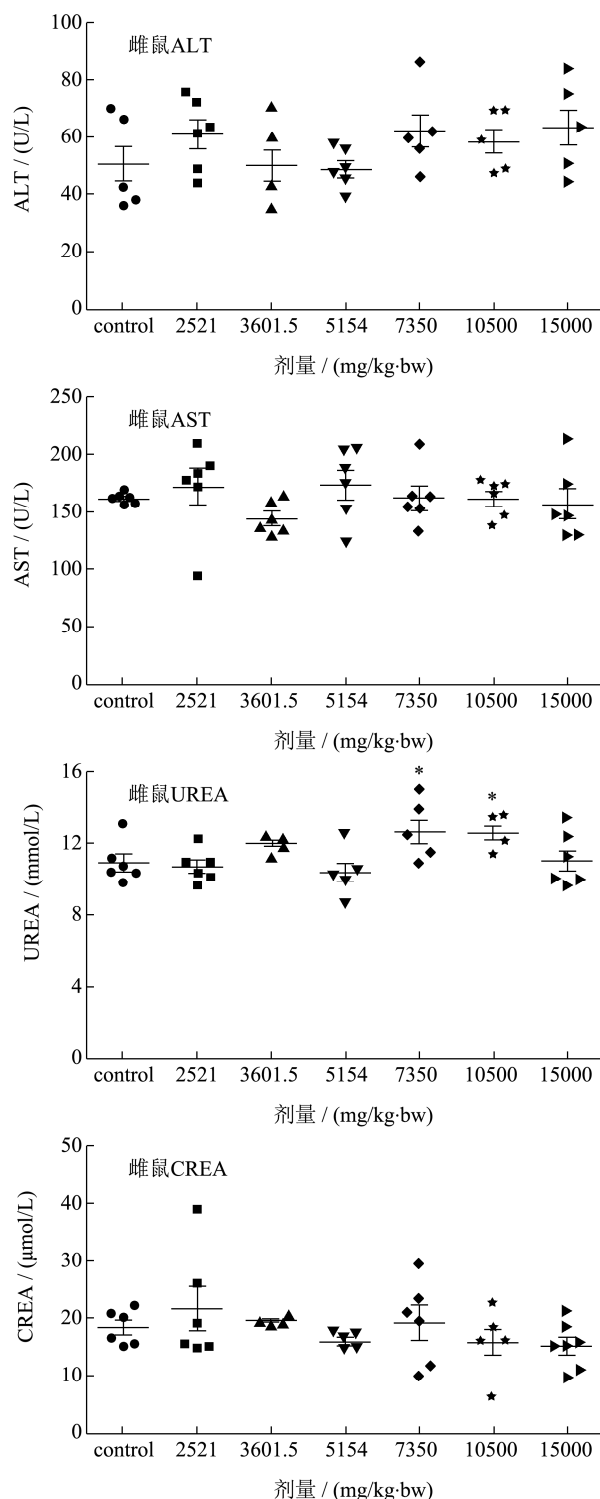 雌鼠ALT
ALT / (U/L)
100
80
60
40
20
0
control 2521 3601.5 5154 7350 10500 15000
剂量 / (mg/kg·bw)
雌鼠AST
AST / (U/L)
250
200
150
100
50
0
control 2521 3601.5 5154 7350 10500 15000
剂量 / (mg/kg·bw)
雌鼠UREA
UREA / (mmol/L)
16
12
8
4
0
* *
control 2521 3601.5 5154 7350 10500 15000
剂量 / (mg/kg·bw)
雌鼠CREA
CREA / (μmol/L)
50
40
30
20
10
0
control 2521 3601.5 5154 7350 10500 15000
剂量 / (mg/kg·bw)